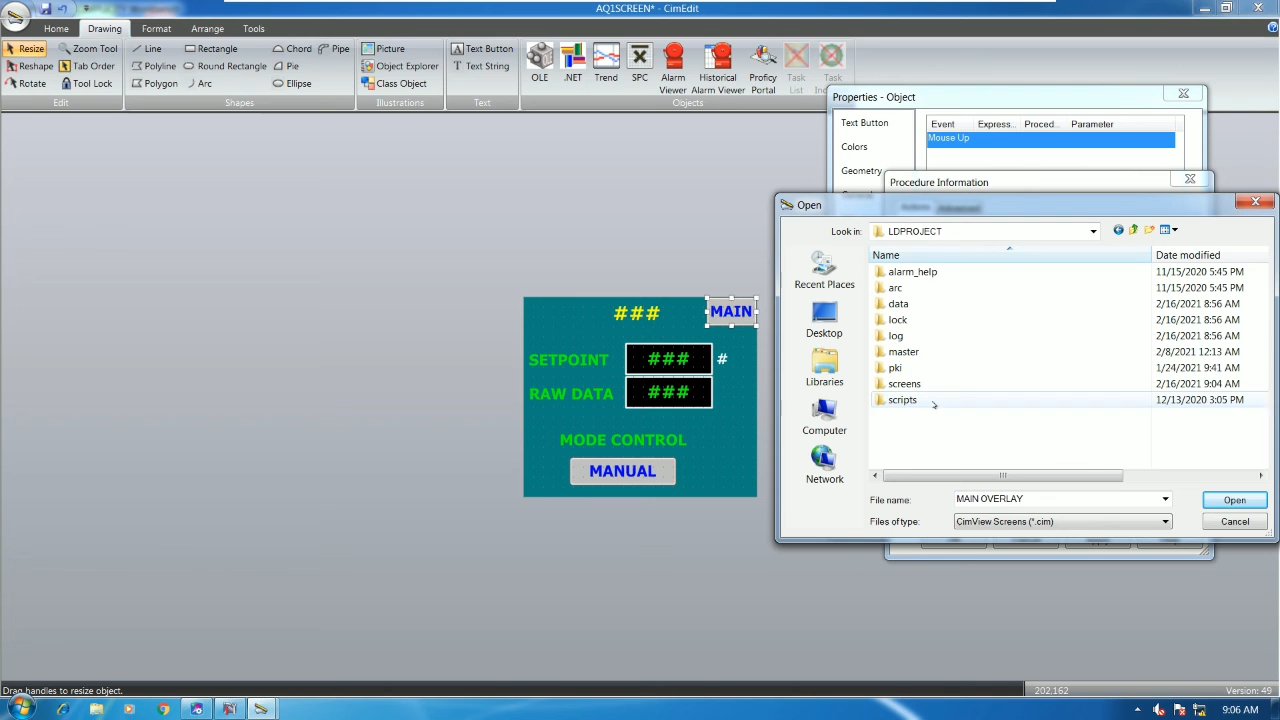 AQ1SCREEN* - CimEdit
Home Drawing Format Arrange Tools
Resize Zoom Tool Line Rectangle Chord Pipe Picture Text Button
Reshape Tab Order Polyline Round Rectangle Pie Object Explorer Text String
Rotate Tool Lock Polygon Arc Ellipse Class Object
OLE .NET Trend SPC Alarm Viewer Historical Alarm Viewer Proficy Portal Task List Task
Edit Shapes Illustrations Text Objects
Properties - Object
Text Button
Colors
Geometry
Event Express... Proced... Parameter
Mouse Up
Procedure Information
Open
Look in: LDPROJECT
Name Date modified
alarm_help 11/15/2020 5:45 PM
arc 11/15/2020 5:45 PM
data 2/16/2021 8:56 AM
lock 2/16/2021 8:56 AM
log 2/16/2021 8:56 AM
master 2/8/2021 12:13 AM
pki 1/24/2021 9:41 AM
screens 2/16/2021 9:04 AM
scripts 12/13/2020 3:05 PM
Recent Places
Desktop
Libraries
Computer
Network
File name: MAIN OVERLAY Open
Files of type: CimView Screens (*.cim) Cancel
### MAIN
SETPOINT ### #
RAW DATA ###
MODE CONTROL
MANUAL
Drag handles to resize object. 202,162 Version: 49
9:06 AM